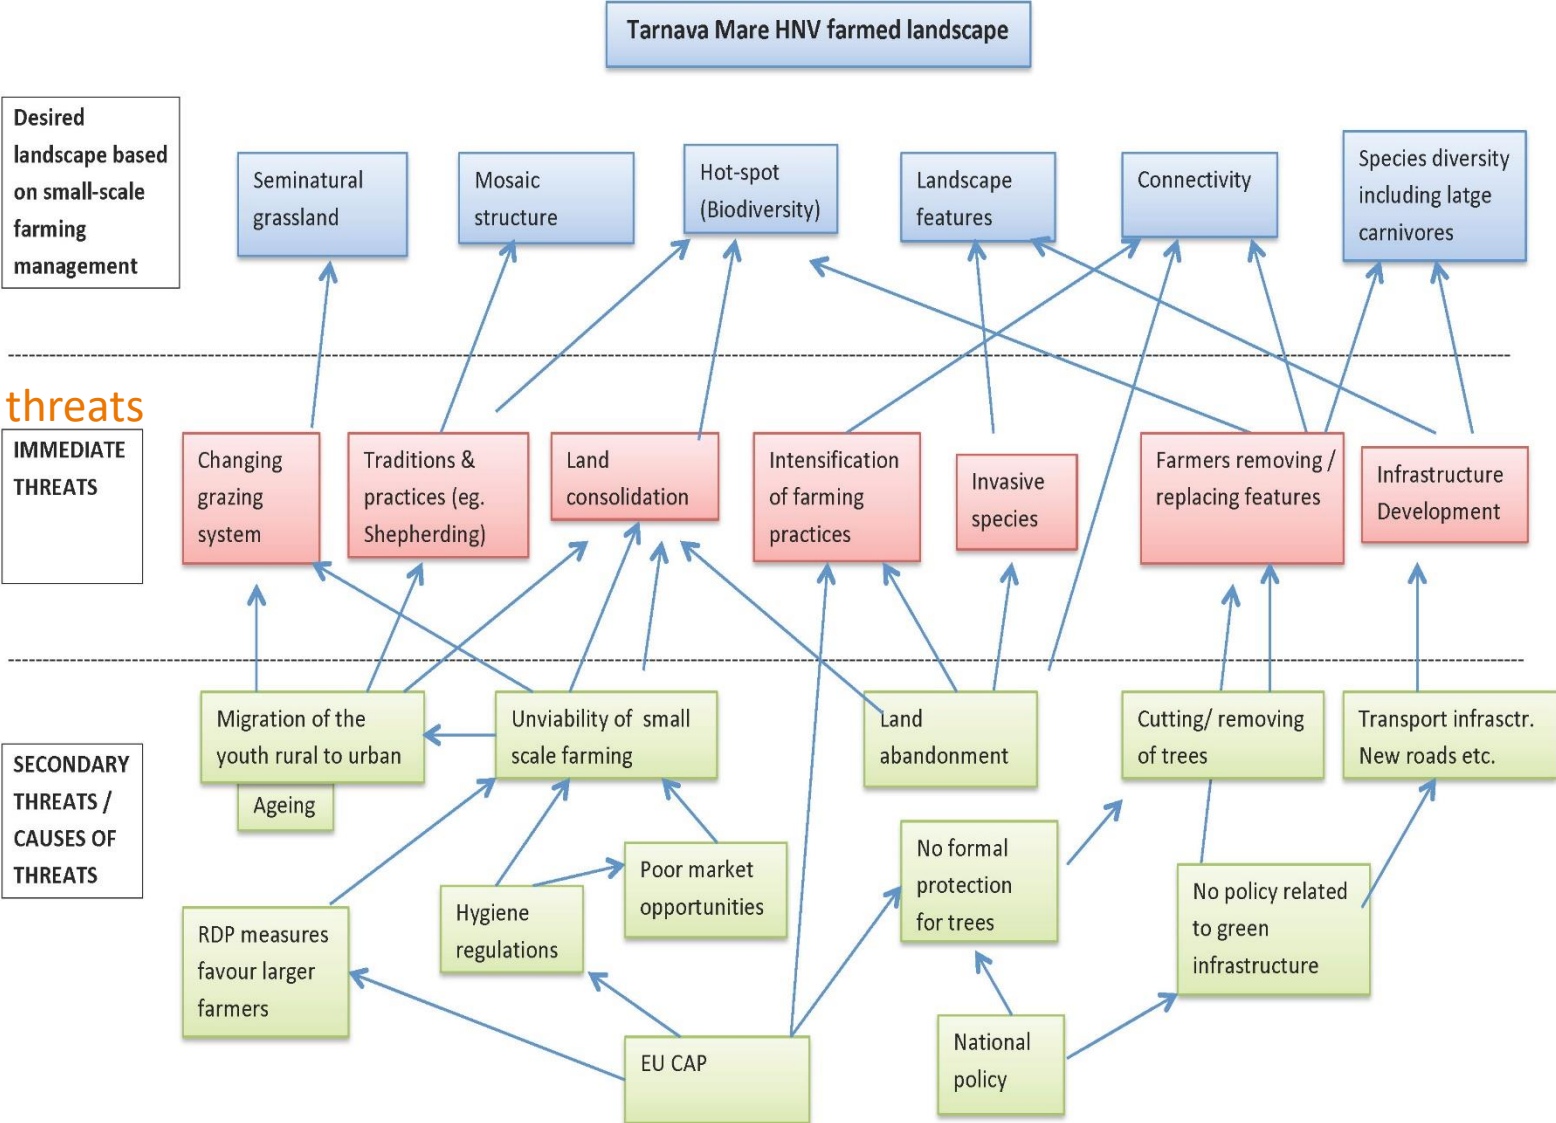 Tarnava Mare HNV farmed landscape
Desired
landscape based
on small-scale
farming
management
Seminatural
grassland
Mosaic
structure
Hot-spot
(Biodiversity)
Landscape
features
Connectivity
Species diversity
including latge
carnivores
threats
IMMEDIATE
THREATS
Changing
grazing
system
Traditions &
practices (eg.
Shepherding)
Land
consolidation
Intensification
of farming
practices
Invasive
species
Farmers removing /
replacing features
Infrastructure
Development
SECONDARY
THREATS /
CAUSES OF
THREATS
Migration of the
youth rural to urban
Ageing
Unviability of small
scale farming
Land
abandonment
Cutting/ removing
of trees
Transport infrasctr.
New roads etc.
RDP measures
favour larger
farmers
Hygiene
regulations
Poor market
opportunities
No formal
protection
for trees
No policy related
to green
infrastructure
EU CAP
National
policy